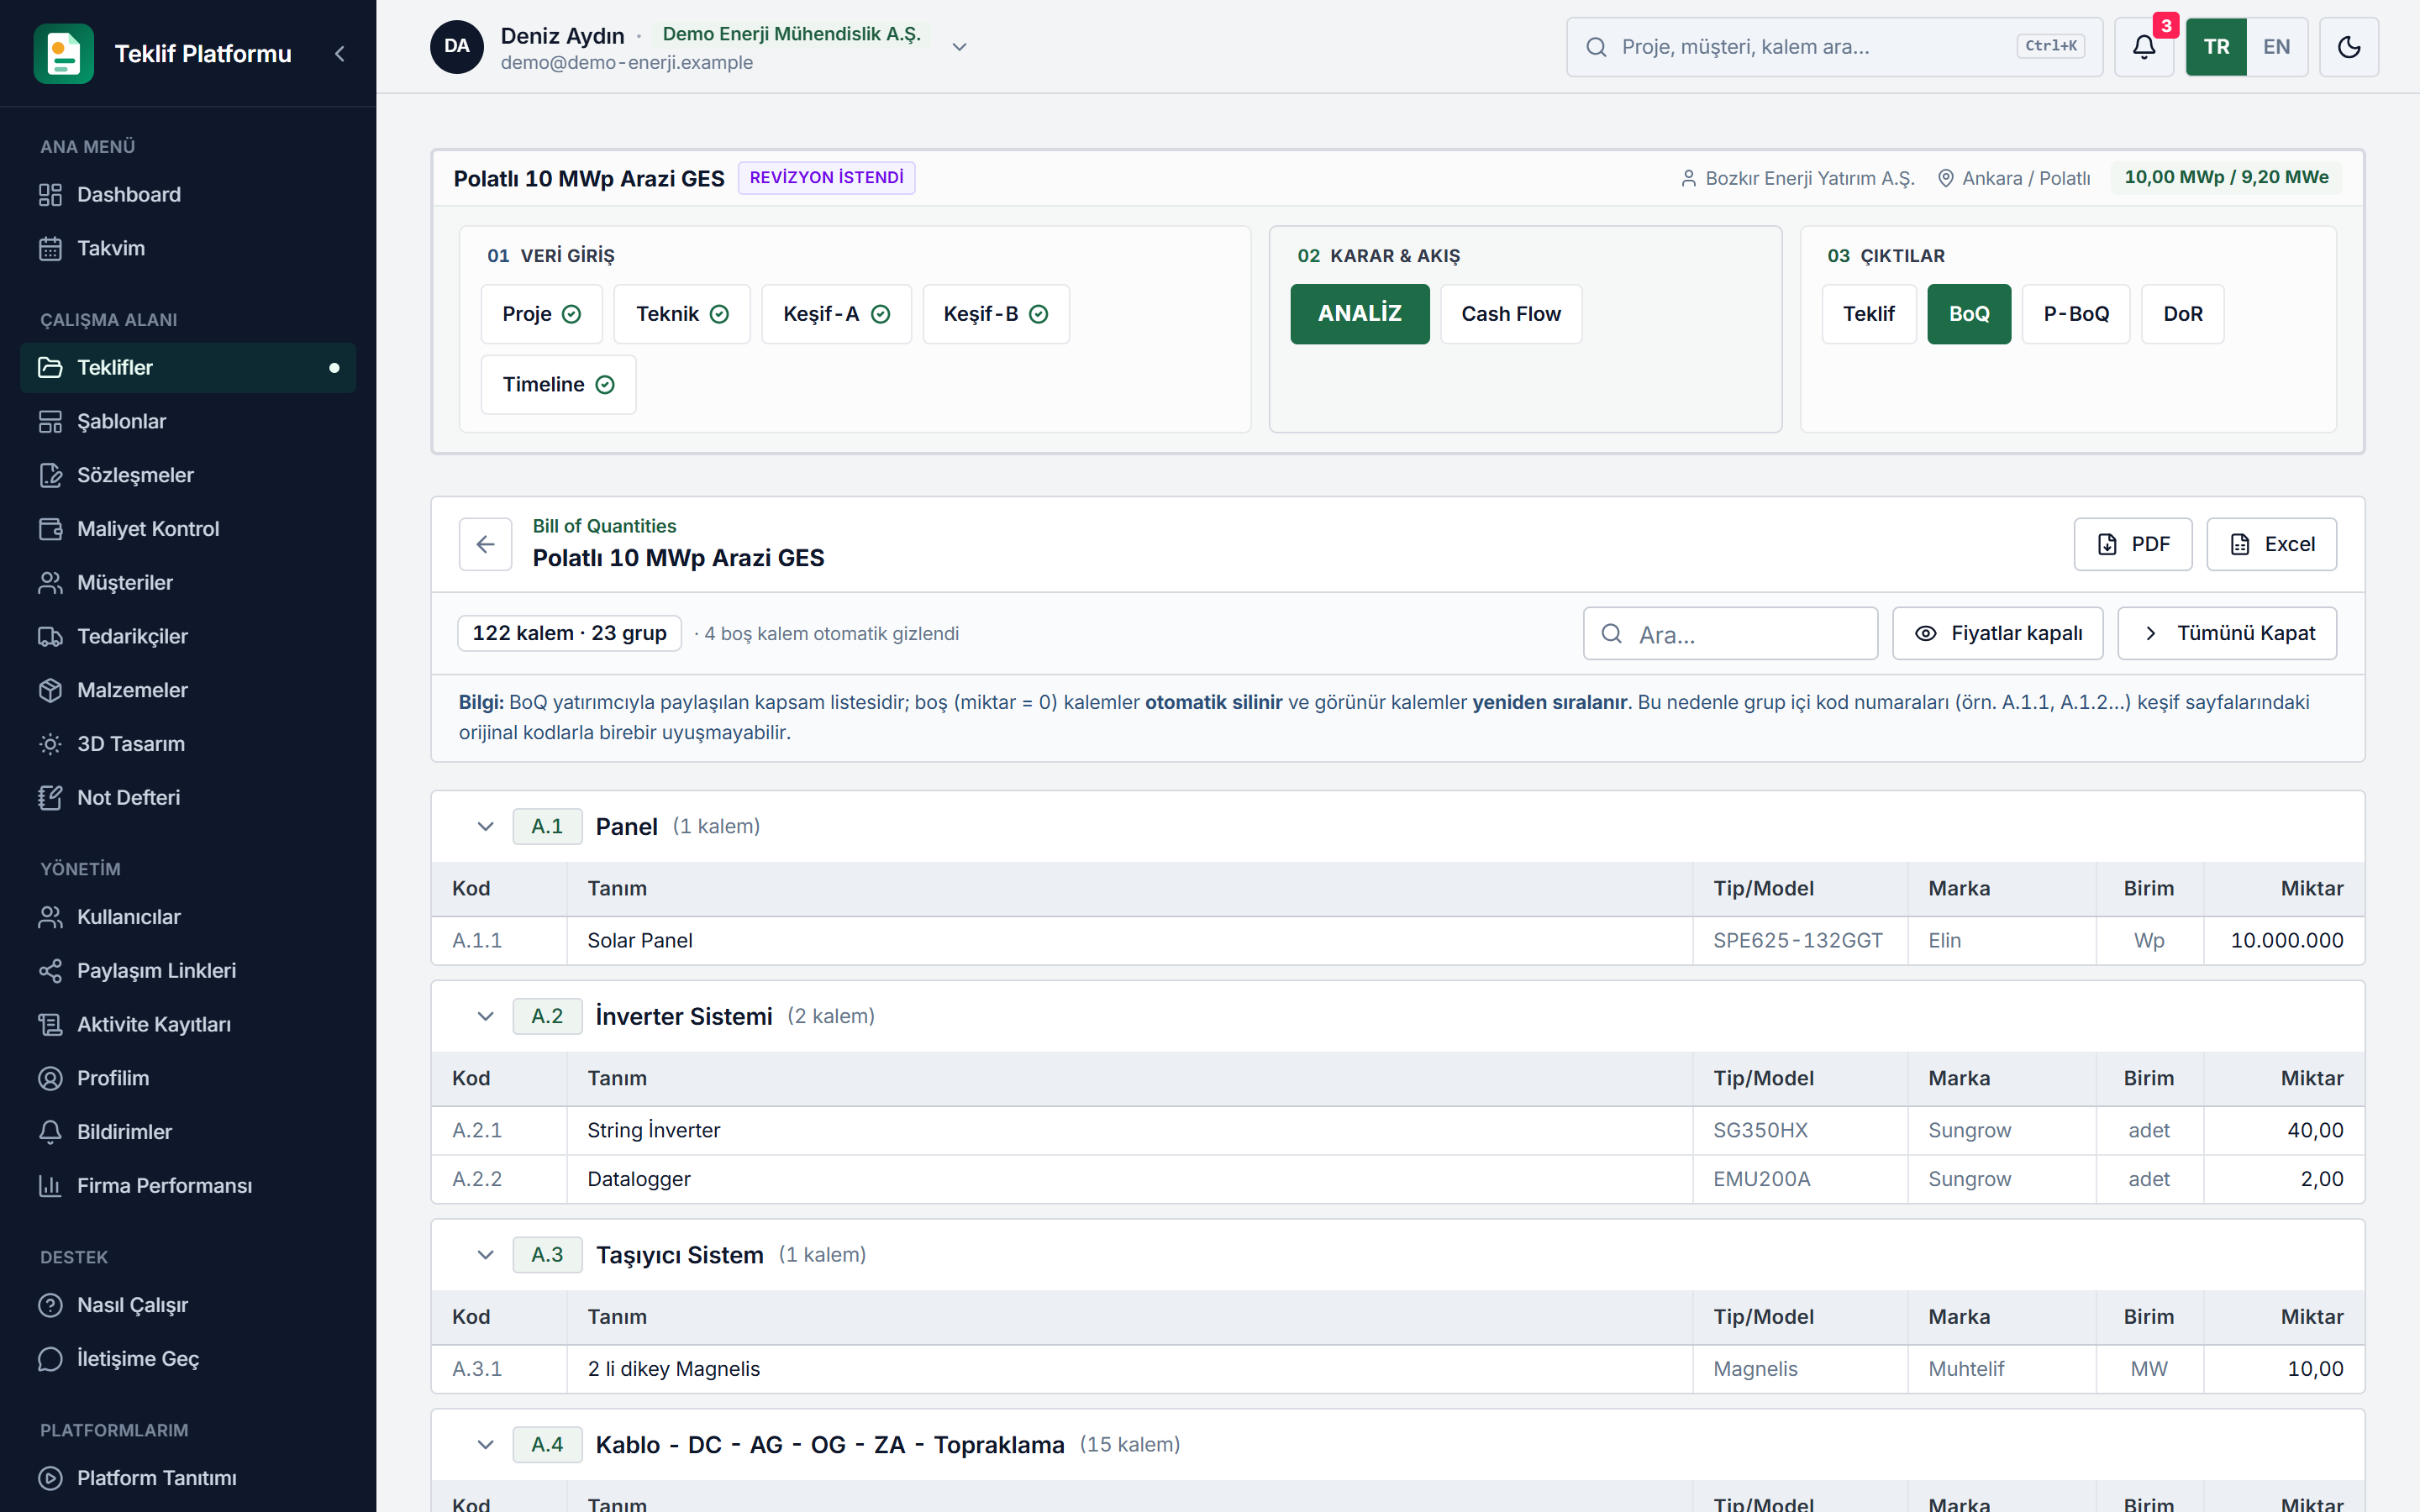 Teklif Platformu
ANA MENÜ
Dashboard
Takvim
ÇALIŞMA ALANI
Teklifler
Şablonlar
Sözleşmeler
Maliyet Kontrol
Müşteriler
Tedarikçiler
Malzemeler
3D Tasarım
Not Defteri
YÖNETİM
Kullanıcılar
Paylaşım Linkleri
Aktivite Kayıtları
Profilim
Bildirimler
Firma Performansı
DESTEK
Nasıl Çalışır
İletişime Geç
PLATFORMLARIM
Platform Tanıtımı
DA
Deniz Aydın · Demo Enerji Mühendislik A.Ş.
demo@demo-enerji.example
Proje, müşteri, kalem ara... Ctrl+K
3
TR EN
Polatlı 10 MWp Arazi GES REVİZYON İSTENDİ
Bozkır Enerji Yatırım A.Ş. Ankara / Polatlı 10,00 MWp / 9,20 MWe
01 VERİ GİRİŞ
Proje Teknik Keşif-A Keşif-B
Timeline
02 KARAR & AKIŞ
ANALİZ Cash Flow
03 ÇIKTILAR
Teklif BoQ P-BoQ DoR
Bill of Quantities
Polatlı 10 MWp Arazi GES
PDF Excel
122 kalem · 23 grup · 4 boş kalem otomatik gizlendi
Ara... Fiyatlar kapalı Tümünü Kapat
Bilgi: BoQ yatırımcıyla paylaşılan kapsam listesidir; boş (miktar = 0) kalemler otomatik silinir ve görünür kalemler yeniden sıralanır. Bu nedenle grup içi kod numaraları (örn. A.1.1, A.1.2...) keşif sayfalarındaki
orijinal kodlarla birebir uyuşmayabilir.
A.1 Panel (1 kalem)
Kod Tanım Tip/Model Marka Birim Miktar
A.1.1 Solar Panel SPE625-132GGT Elin Wp 10.000.000
A.2 İnverter Sistemi (2 kalem)
Kod Tanım Tip/Model Marka Birim Miktar
A.2.1 String İnverter SG350HX Sungrow adet 40,00
A.2.2 Datalogger EMU200A Sungrow adet 2,00
A.3 Taşıyıcı Sistem (1 kalem)
Kod Tanım Tip/Model Marka Birim Miktar
A.3.1 2 li dikey Magnelis Magnelis Muhtelif MW 10,00
A.4 Kablo - DC - AG - OG - ZA - Topraklama (15 kalem)
Kod Tanım Tip/Model Marka Birim Miktar